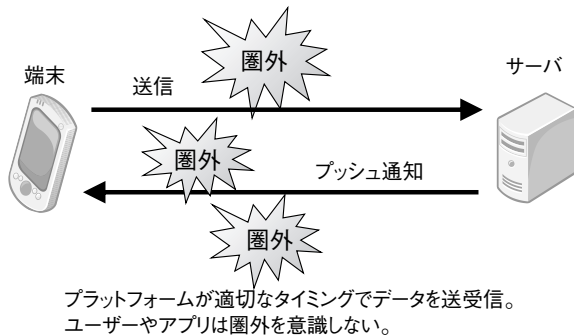 圏外
端末
送信
サーバ
圏外
プッシュ通知
圏外
プラットフォームが適切なタイミングでデータを送受信。
ユーザーやアプリは圏外を意識しない。